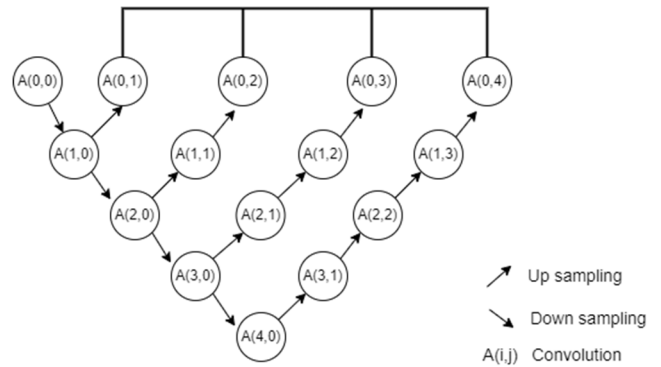 A(0,0) A(0,1) A(0,2) A(0,3) A(0,4)
A(1,0) A(1,1) A(1,2) A(1,3)
A(2,0) A(2,1) A(2,2)
A(3,0) A(3,1)
A(4,0)
Up sampling
Down sampling
A(i,j) Convolution